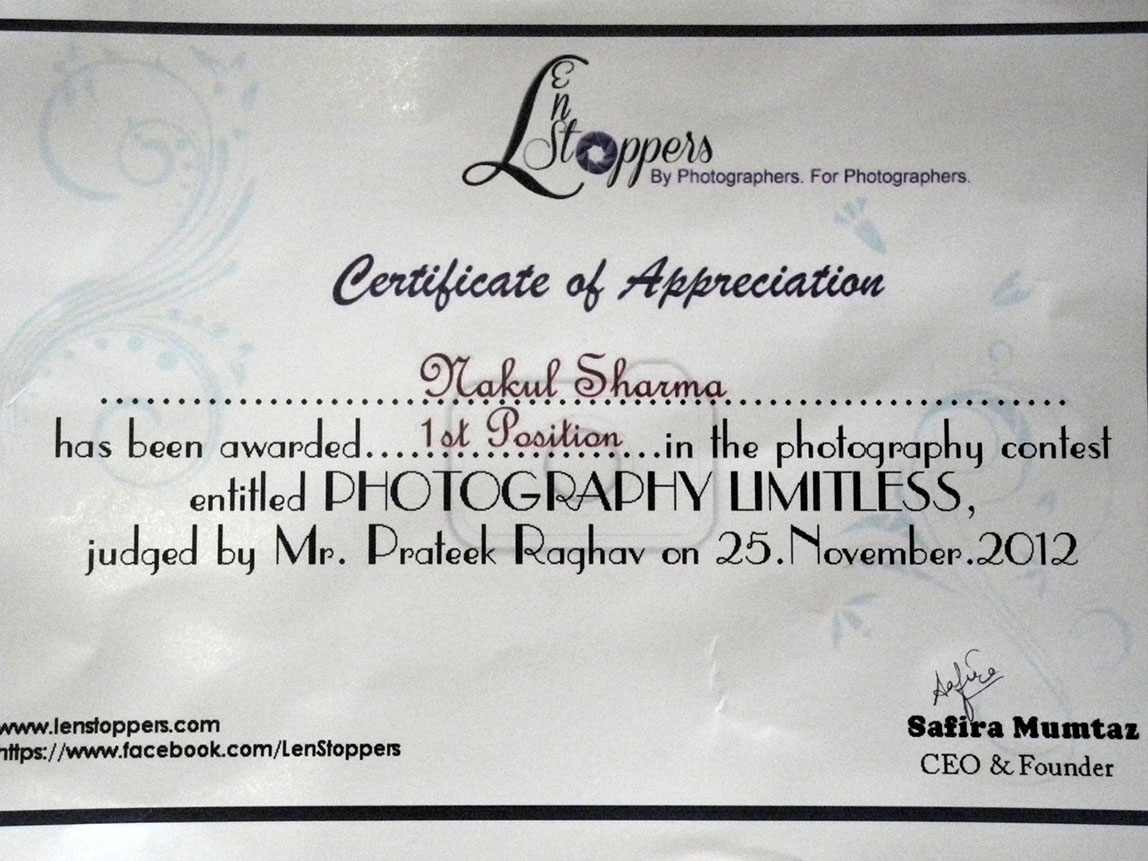 LEnStoppers
By Photographers. For Photographers.
Certificate of Appreciation
Nakul Sharma
has been awarded....1st Position...in the photography contest
entitled PHOTOGRAPHY LIMITLESS,
judged by Mr. Prateek Raghav on 25.November.2012
Safira
www.lenstoppers.com
https://www.facebook.com/LenStoppers
Safira Mumtaz
CEO & Founder